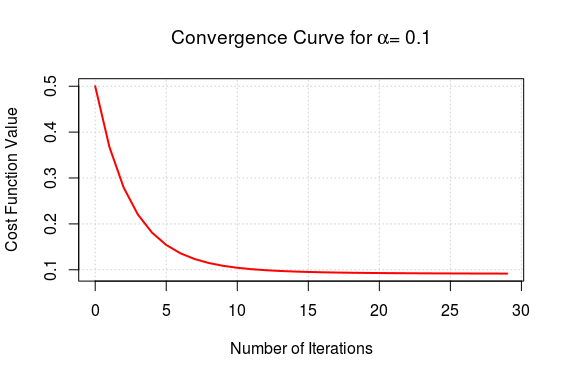 Convergence Curve for α= 0.1
Cost Function Value
0.5
0.4
0.3
0.2
0.1
0 5 10 15 20 25 30
Number of Iterations